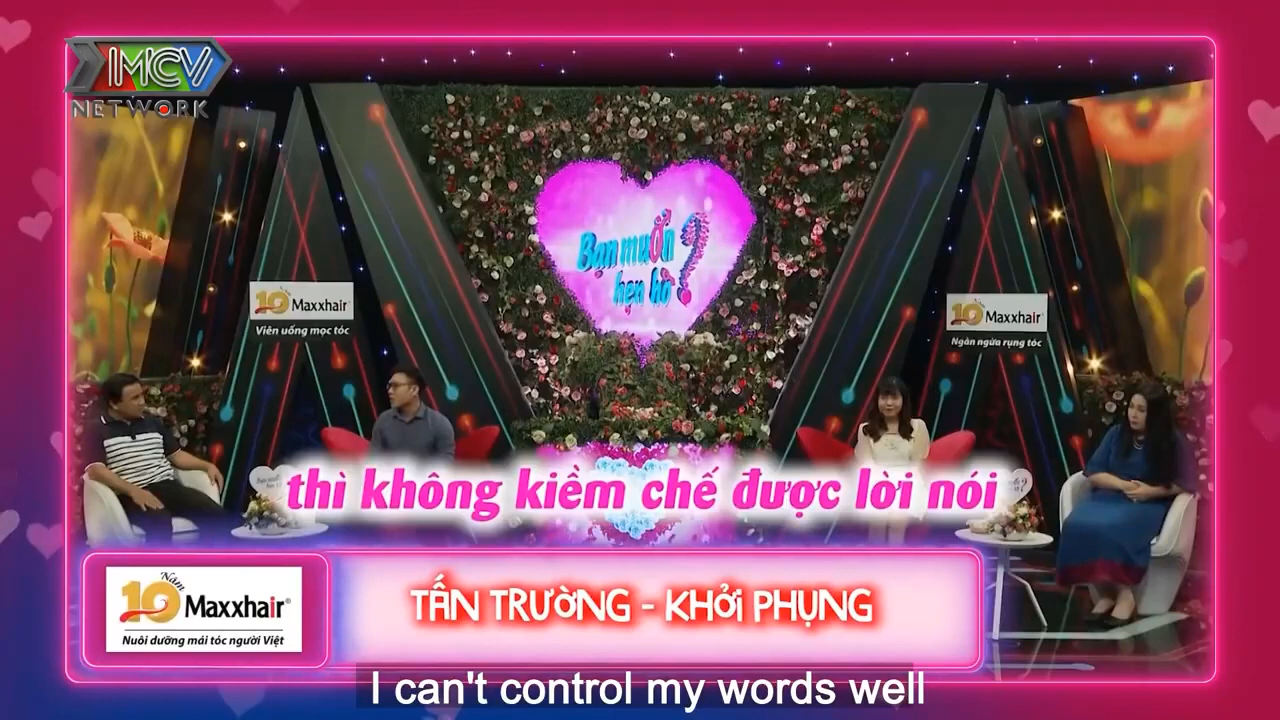 MCV
NETWORK
Bạn muốn
hẹn hò?
10 Năm Maxxhair®
Viên uống mọc tóc
10 Năm Maxxhair®
Ngăn ngừa rụng tóc
thì không kiềm chế được lời nói
10 Năm Maxxhair®
Nuôi dưỡng mái tóc người Việt
TẤN TRƯỜNG - KHỞI PHỤNG
I can't control my words well